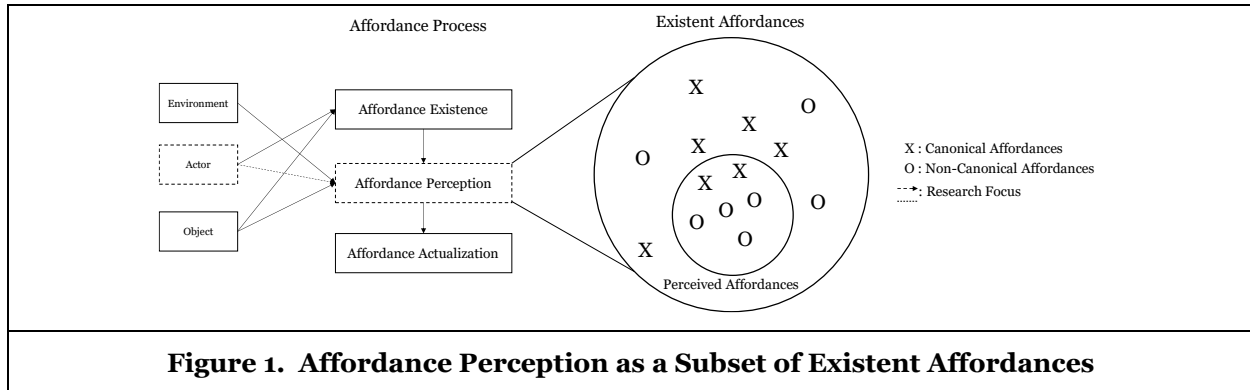 Affordance Process
Existent Affordances
Environment
Actor
Object
Affordance Existence
Affordance Perception
Affordance Actualization
X
O
X
X
O
X
X
X
O
O
O
O
O
X
Perceived Affordances
X : Canonical Affordances
O : Non-Canonical Affordances
: Research Focus
Figure 1. Affordance Perception as a Subset of Existent Affordances